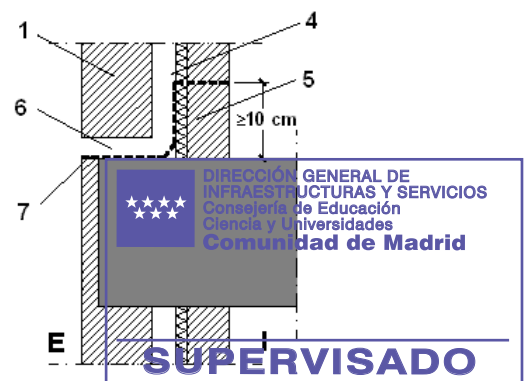 1
4
5
6
≥10 cm
7
DIRECCIÓN GENERAL DE
INFRAESTRUCTURAS Y SERVICIOS
Consejería de Educación
Ciencia y Universidades
Comunidad de Madrid
E
I
SUPERVISADO